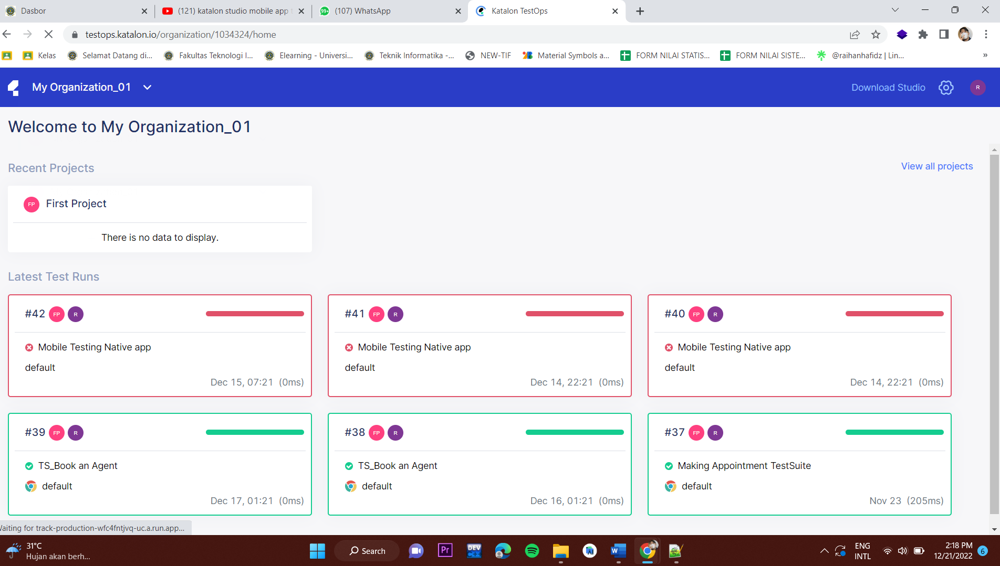 Dasbor
(121) katalon studio mobile app
(107) WhatsApp
Katalon TestOps
testops.katalon.io/organization/1034324/home
Kelas
Selamat Datang di...
Fakultas Teknologi I...
Elearning - Universi...
Teknik Informatika -...
NEW-TIF
Material Symbols a...
FORM NILAI STATIS...
FORM NILAI SISTE...
@raihanhafidz | Lin...
»
My Organization_01
Download Studio
R
Welcome to My Organization_01
Recent Projects
View all projects
FP First Project
There is no data to display.
Latest Test Runs
#42 FP R
Mobile Testing Native app
default
Dec 15, 07:21 (0ms)
#41 FP R
Mobile Testing Native app
default
Dec 14, 22:21 (0ms)
#40 FP R
Mobile Testing Native app
default
Dec 14, 22:21 (0ms)
#39 FP R
TS_Book an Agent
default
Dec 17, 01:21 (0ms)
#38 FP R
TS_Book an Agent
default
Dec 16, 01:21 (0ms)
#37 FP R
Making Appointment TestSuite
default
Nov 23 (205ms)
Waiting for track-production-wfc4fntjvq-uc.a.run.app...
31°C
Hujan akan berh...
Search
Pr
DEV
W
ENG
INTL
2:18 PM
12/21/2022
6